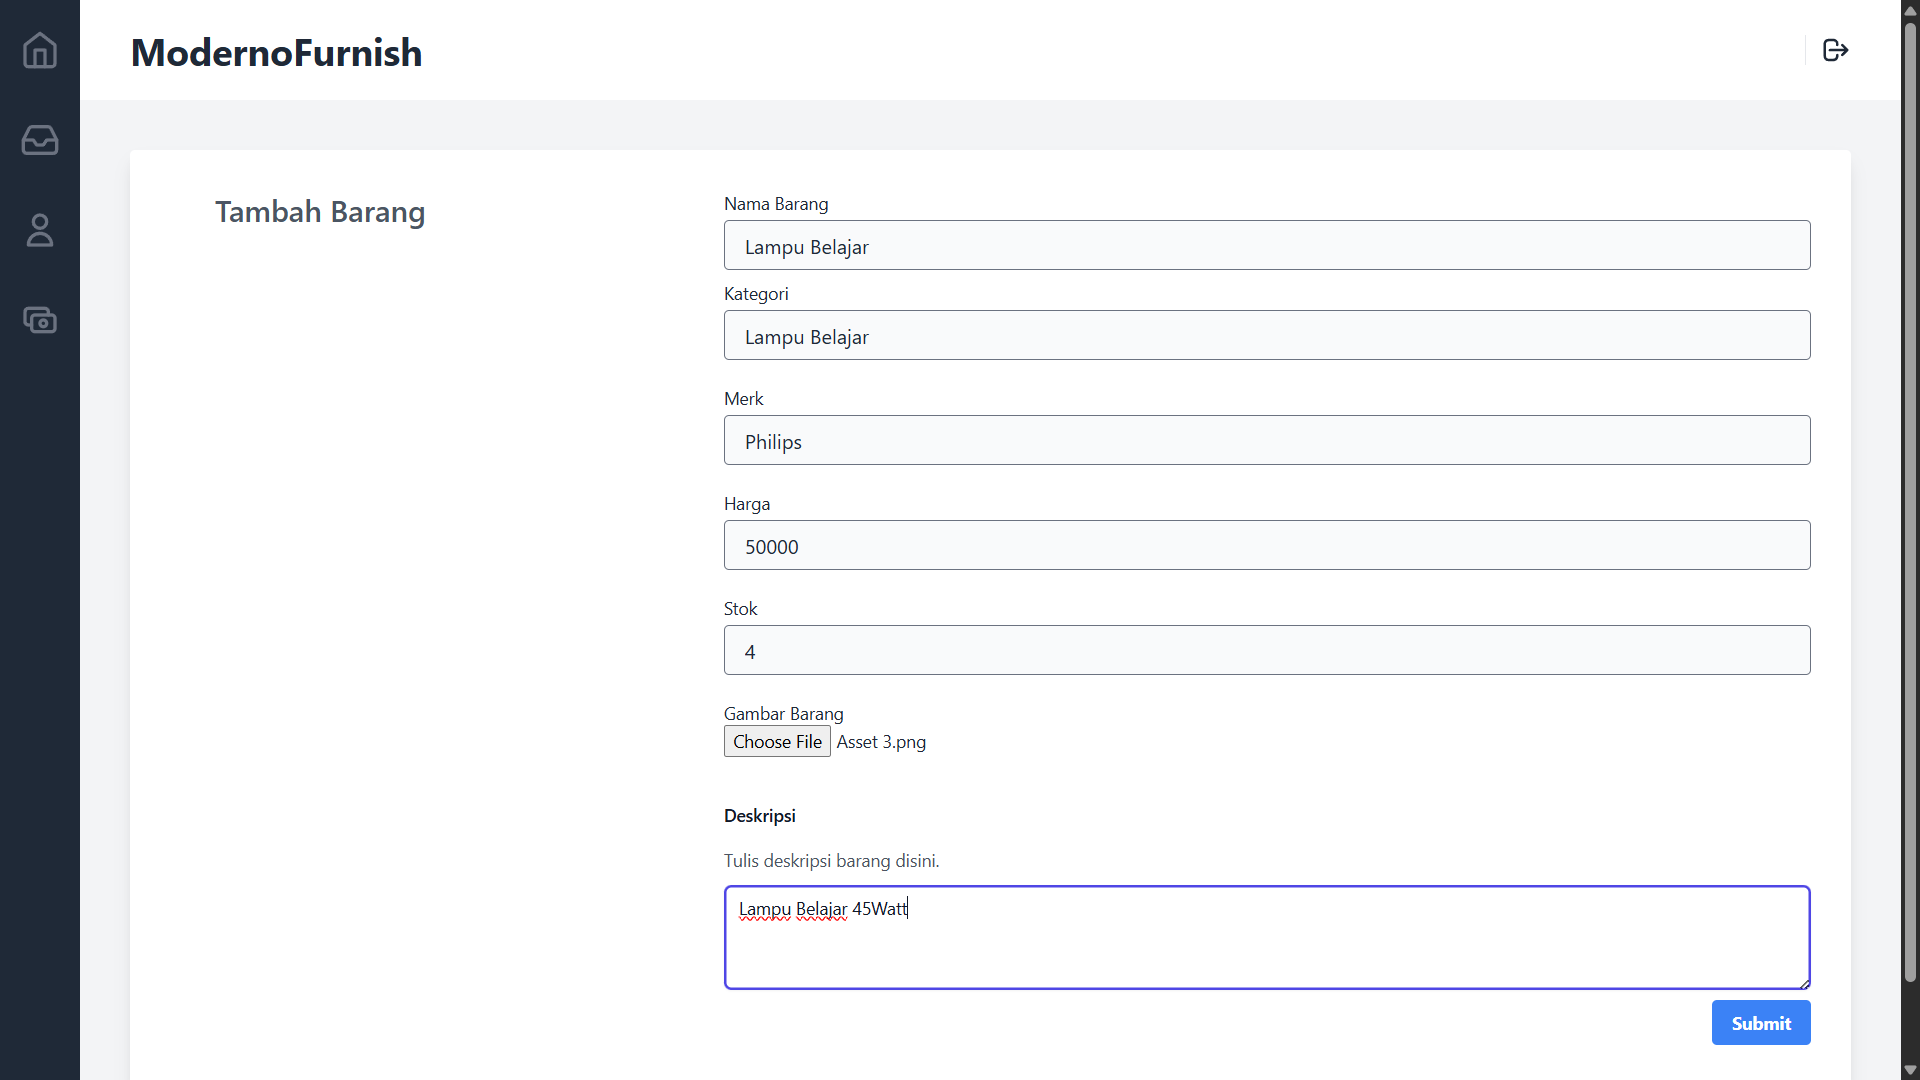 ModernoFurnish
Tambah Barang
Nama Barang
Lampu Belajar
Kategori
Lampu Belajar
Merk
Philips
Harga
50000
Stok
4
Gambar Barang
Choose File Asset 3.png
Deskripsi
Tulis deskripsi barang disini.
Lampu Belajar 45Watt
Submit